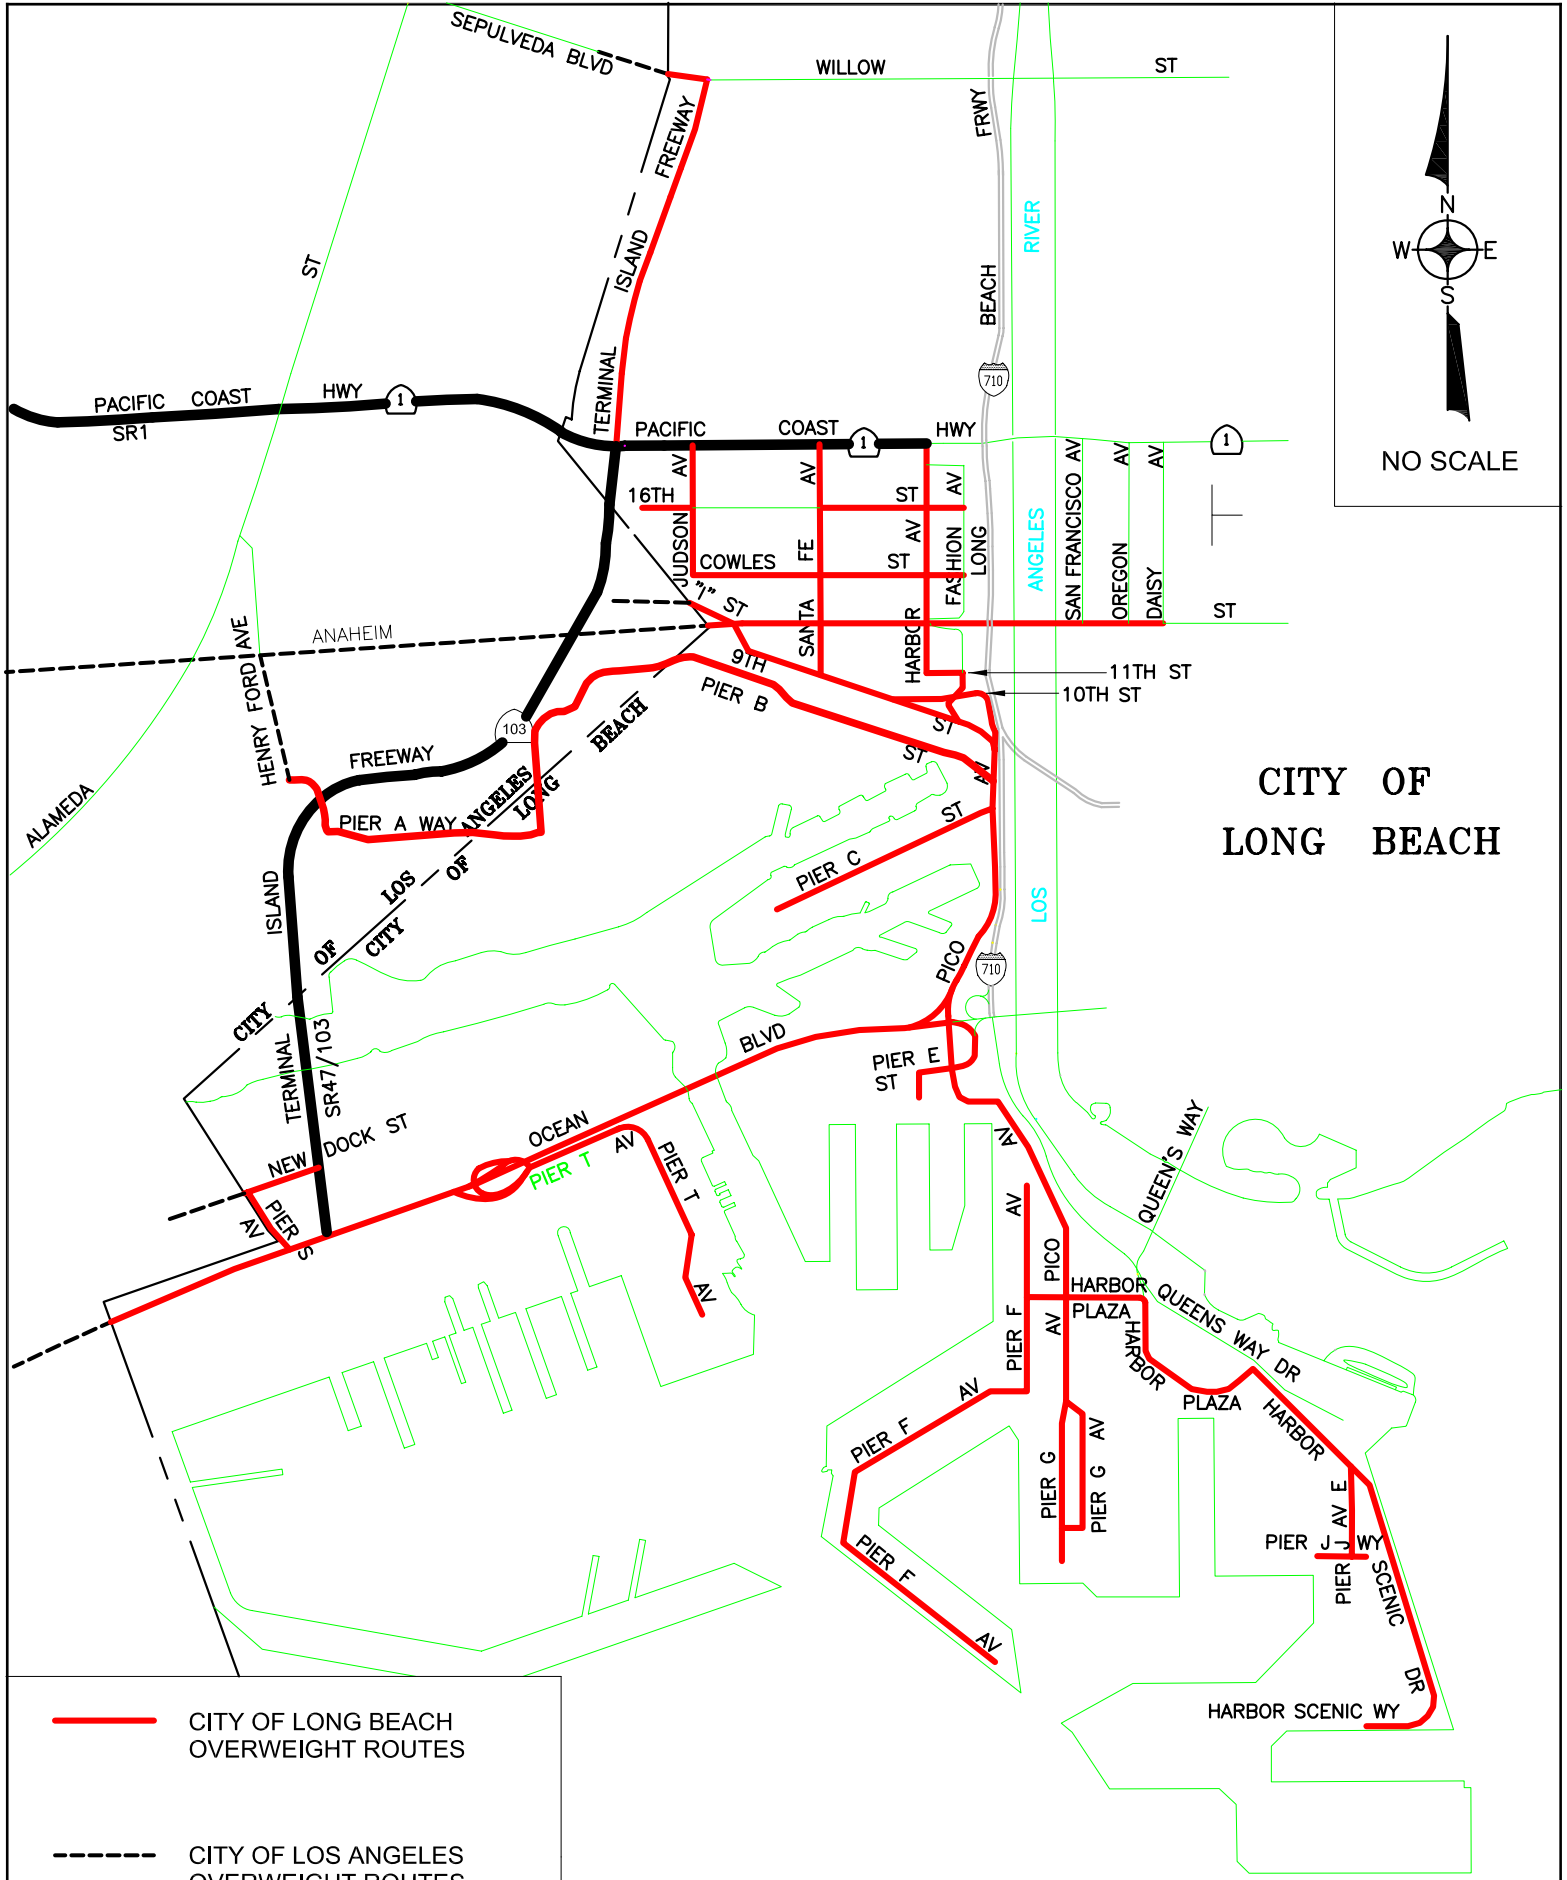 SEPULVEDA BLVD
WILLOW ST
FRWY
FREEWAY
ISLAND
TERMINAL
RIVER
BEACH
ST
N
W E
S
NO SCALE
710
PACIFIC COAST HWY 1
SR1
PACIFIC COAST 1 HWY
1
AV
AV
AV
SAN FRANCISCO AV
AV
AV
16TH ST
JUDSON
FE
AV
FASHION
LONG
ANGELES
OREGON
DAISY
COWLES ST
"I" ST
SANTA
HARBOR
ST
ANAHEIM
HENRY FORD AVE
9TH
ST
11TH ST
10TH ST
PIER B
ST
AV
103
FREEWAY
CITY OF LOS ANGELES
CITY OF LONG BEACH
CITY OF
LONG BEACH
ALAMEDA
PIER A WAY
PIER C ST
ISLAND
LOS
PICO
710
TERMINAL
SR47/103
BLVD
PIER E
ST
NEW DOCK ST
OCEAN
PIER T AV
PIER T
AV
AV
QUEEN'S WAY
PIER S
AV
AV
PICO
HARBOR
PLAZA
QUEENS WAY DR
PIER F
AV
HARBOR
PLAZA
HARBOR
AV
PIER F
PIER G
PIER G AV
PIER F
AV
PIER J WY
PIER J AV E
SCENIC
DR
HARBOR SCENIC WY
CITY OF LONG BEACH
OVERWEIGHT ROUTES
CITY OF LOS ANGELES
OVERWEIGHT ROUTES